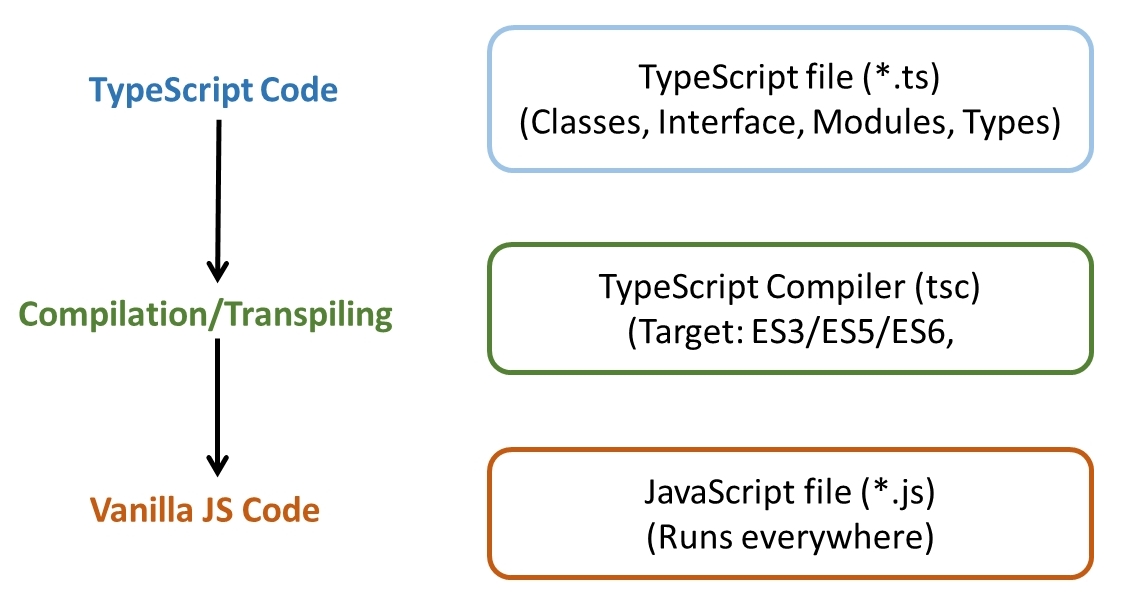 TypeScript Code
TypeScript file (*.ts)
(Classes, Interface, Modules, Types)
Compilation/Transpiling
TypeScript Compiler (tsc)
(Target: ES3/ES5/ES6,
Vanilla JS Code
JavaScript file (*.js)
(Runs everywhere)